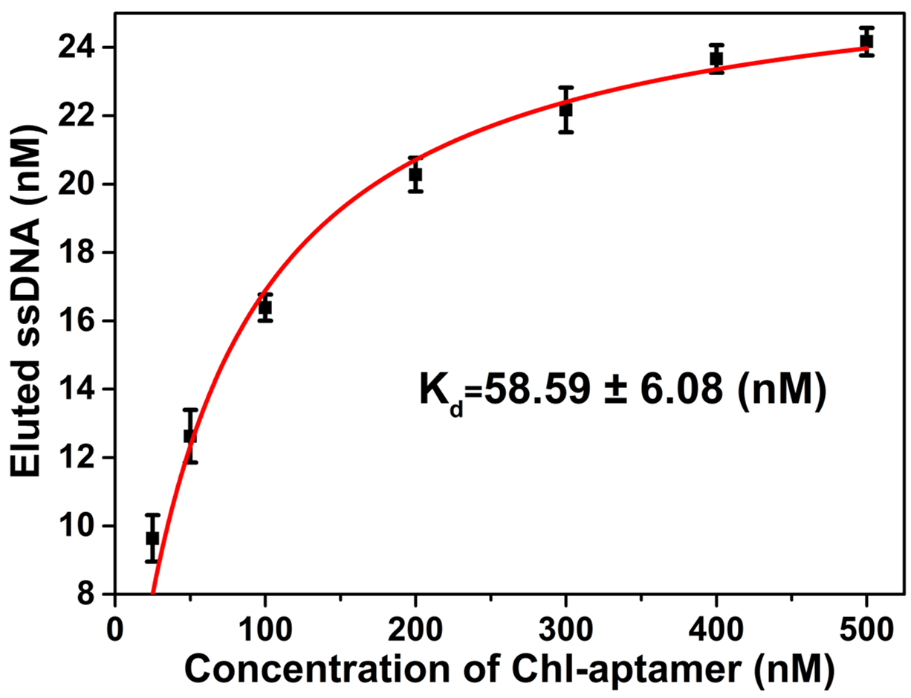 24
22
20
18
16
14
12
10
8
Eluted ssDNA (nM)
Kd=58.59 ± 6.08 (nM)
0 100 200 300 400 500
Concentration of Chl-aptamer (nM)